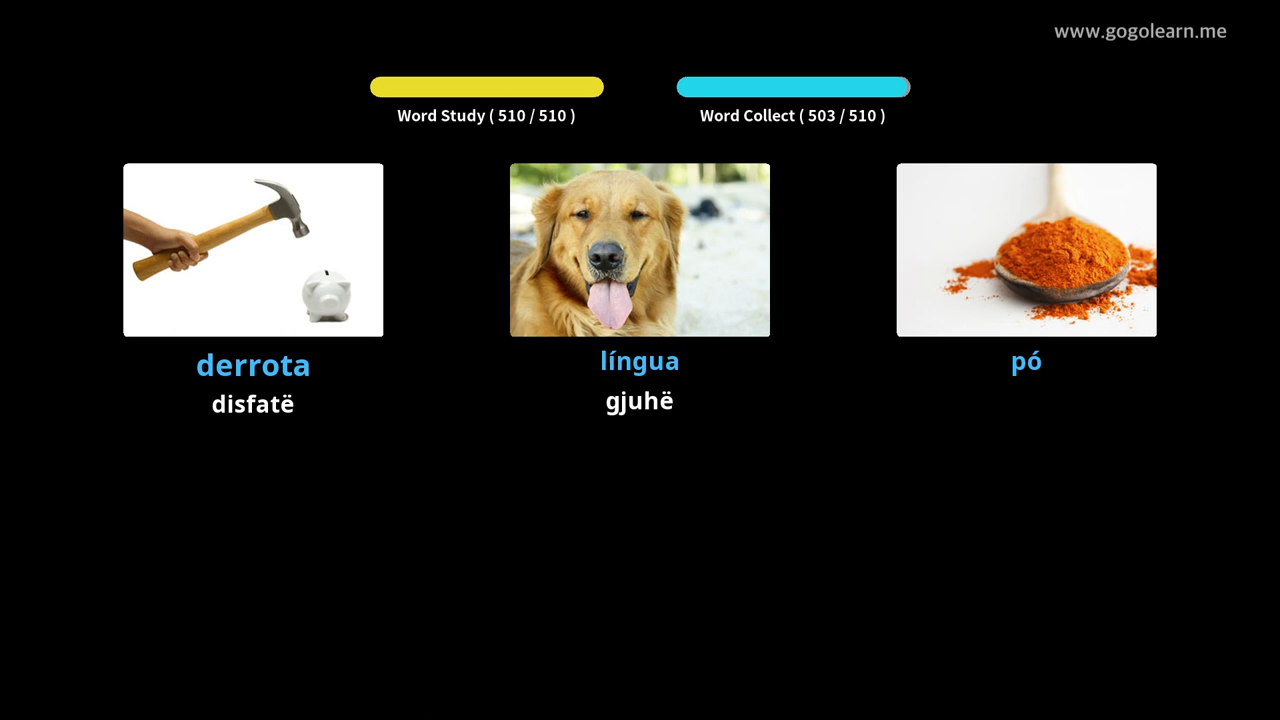 www.gogolearn.me
Word Study ( 510 / 510 )
Word Collect ( 503 / 510 )
derrota
língua
pó
disfatë
gjuhë